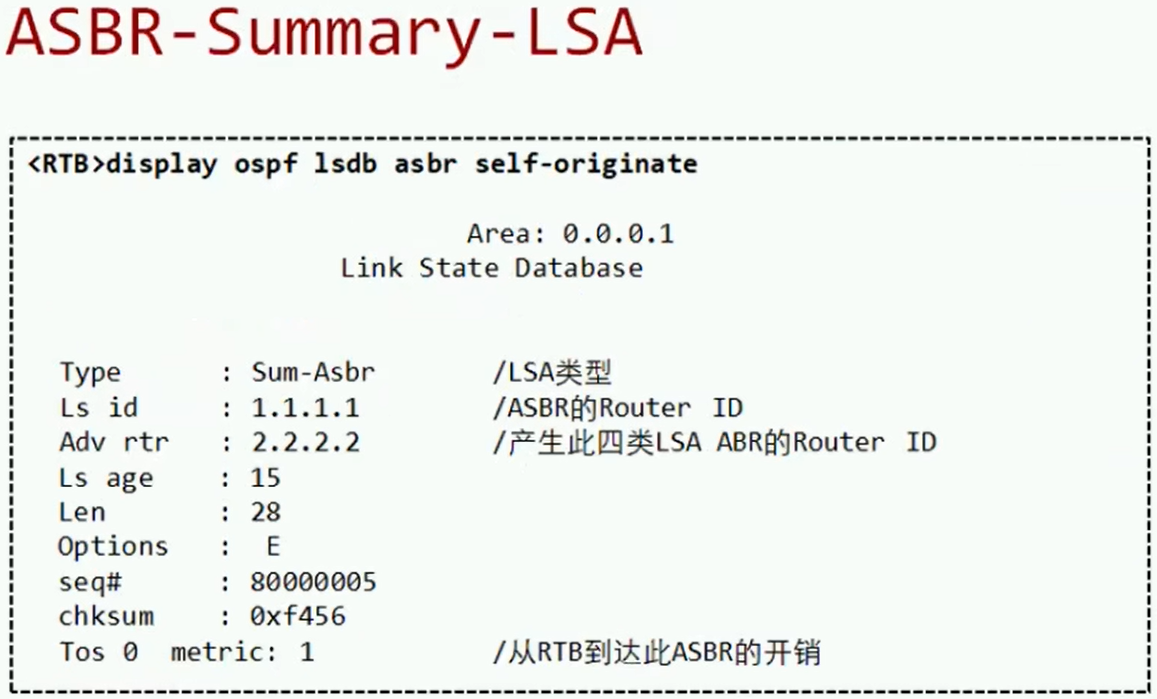 ASBR-Summary-LSA
<RTB>display ospf lsdb asbr self-originate
Area: 0.0.0.1
Link State Database
Type : Sum-Asbr /LSA类型
Ls id : 1.1.1.1 /ASBR的Router ID
Adv rtr : 2.2.2.2 /产生此四类LSA ABR的Router ID
Ls age : 15
Len : 28
Options : E
seq# : 80000005
chksum : 0xf456
Tos 0 metric: 1 /从RTB到达此ASBR的开销